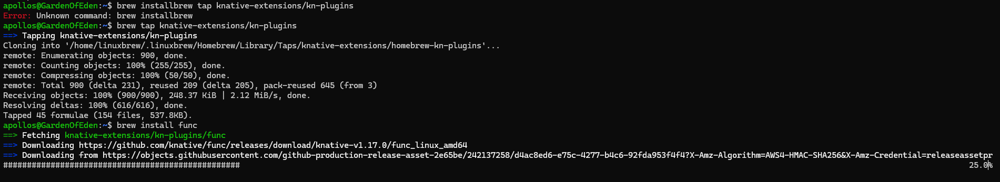 apollos@GardenOfEden:~$ brew installbrew tap knative-extensions/kn-plugins
Error: Unknown command: brew installbrew
apollos@GardenOfEden:~$ brew tap knative-extensions/kn-plugins
==> Tapping knative-extensions/kn-plugins
Cloning into '/home/linuxbrew/.linuxbrew/Homebrew/Library/Taps/knative-extensions/homebrew-kn-plugins'...
remote: Enumerating objects: 900, done.
remote: Counting objects: 100% (255/255), done.
remote: Compressing objects: 100% (50/50), done.
remote: Total 900 (delta 231), reused 209 (delta 205), pack-reused 645 (from 3)
Receiving objects: 100% (900/900), 248.37 KiB | 2.12 MiB/s, done.
Resolving deltas: 100% (616/616), done.
Tapped 45 formulae (154 files, 537.8KB).
apollos@GardenOfEden:~$ brew install func
==> Fetching knative-extensions/kn-plugins/func
==> Downloading https://github.com/knative/func/releases/download/knative-v1.17.0/func_linux_amd64
==> Downloading from https://objects.githubusercontent.com/github-production-release-asset-2e65be/242137258/d4ac8ed6-e75c-4277-b4c6-92fda953f4f4?X-Amz-Algorithm=AWS4-HMAC-SHA256&X-Amz-Credential=releaseassetpr
################################################## 25.0%